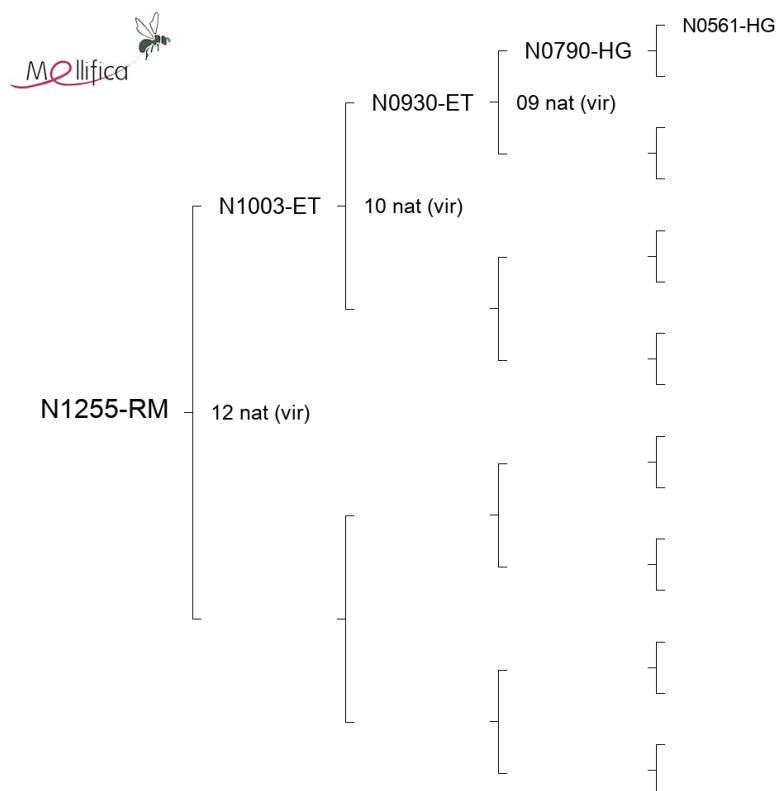 Mellifica
N0561-HG
N0790-HG
N0930-ET 09 nat (vir)
N1003-ET 10 nat (vir)
N1255-RM 12 nat (vir)